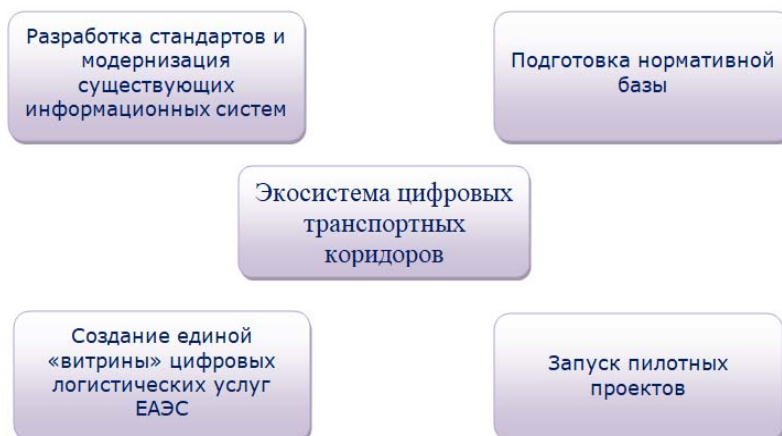 Разработка стандартов и
модернизация
существующих
информационных систем
Подготовка нормативной
базы
Экосистема цифровых
транспортных
коридоров
Создание единой
«витрины» цифровых
логистических услуг
ЕАЭС
Запуск пилотных
проектов